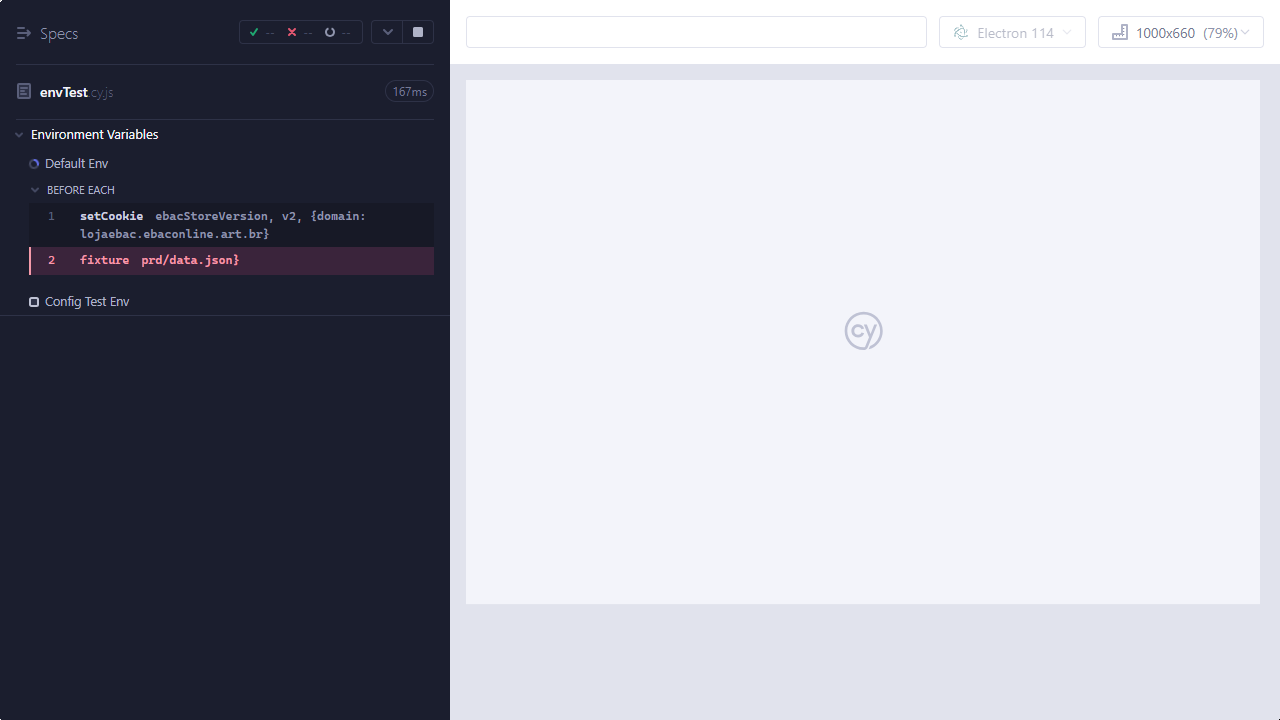 Specs
-- -- --
envTest.cy.js
167ms
Environment Variables
Default Env
BEFORE EACH
1 setCookie ebacStoreVersion, v2, {domain:
lojaebac.ebaconline.art.br}
2 fixture prd/data.json}
Config Test Env
Electron 114
1000x660 (79%)
cy